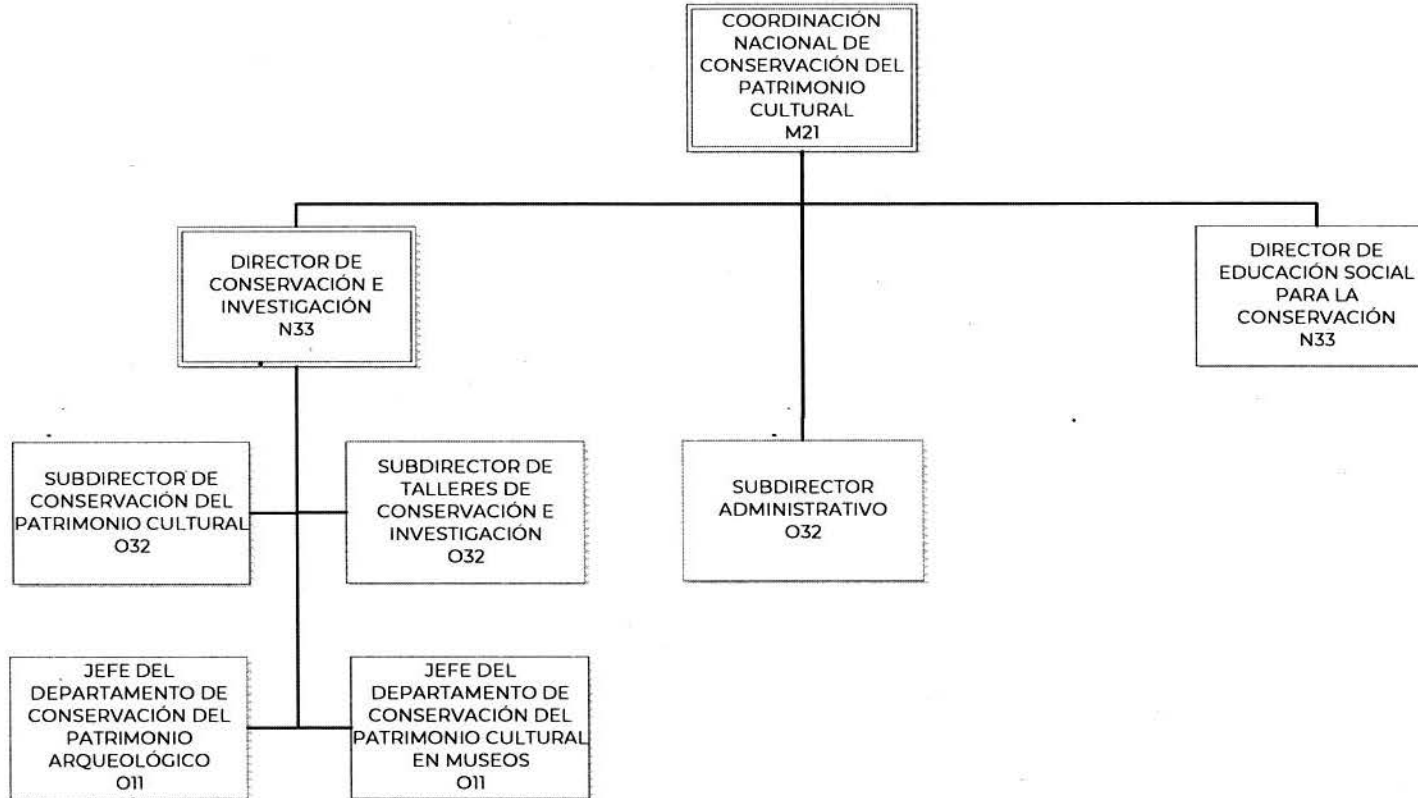 COORDINACIÓN
NACIONAL DE
CONSERVACIÓN DEL
PATRIMONIO
CULTURAL
M21
DIRECTOR DE
CONSERVACIÓN E
INVESTIGACIÓN
N33
DIRECTOR DE
EDUCACIÓN SOCIAL
PARA LA
CONSERVACIÓN
N33
SUBDIRECTOR DE
CONSERVACIÓN DEL
PATRIMONIO CULTURAL
O32
SUBDIRECTOR DE
TALLERES DE
CONSERVACIÓN E
INVESTIGACIÓN
O32
SUBDIRECTOR
ADMINISTRATIVO
O32
JEFE DEL
DEPARTAMENTO DE
CONSERVACIÓN DEL
PATRIMONIO
ARQUEOLÓGICO
O11
JEFE DEL
DEPARTAMENTO DE
CONSERVACIÓN DEL
PATRIMONIO CULTURAL
EN MUSEOS
O11